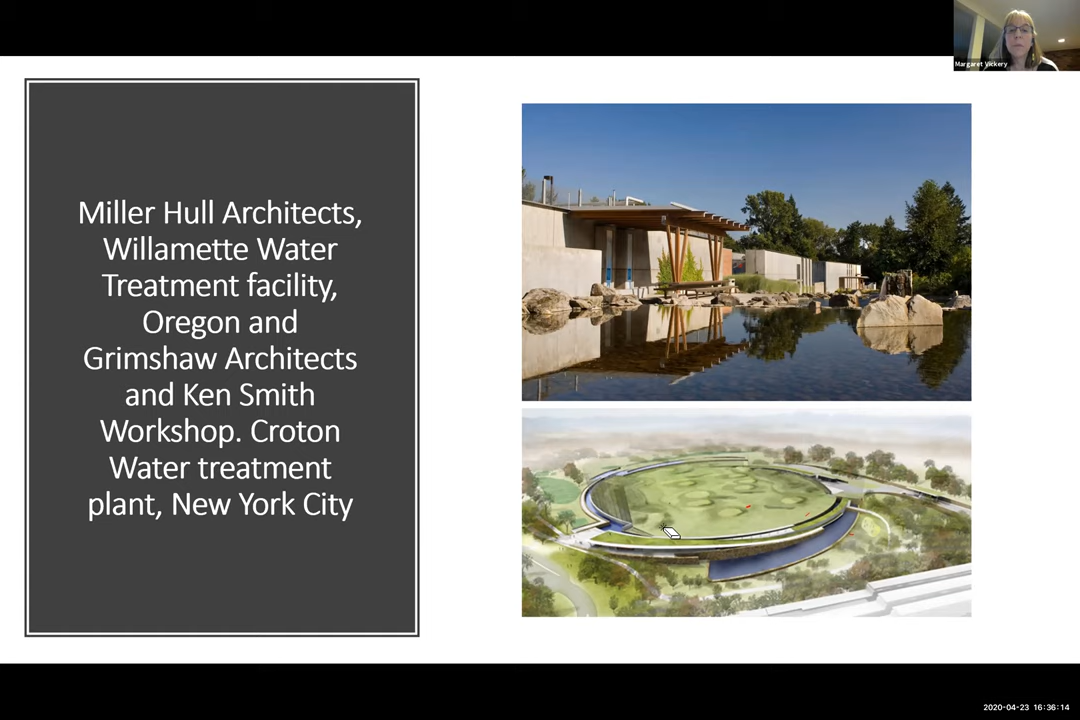 Margaret Vickery
Miller Hull Architects,
Willamette Water
Treatment facility,
Oregon and
Grimshaw Architects
and Ken Smith
Workshop. Croton
Water treatment
plant, New York City
2020-04-23 16:36:14